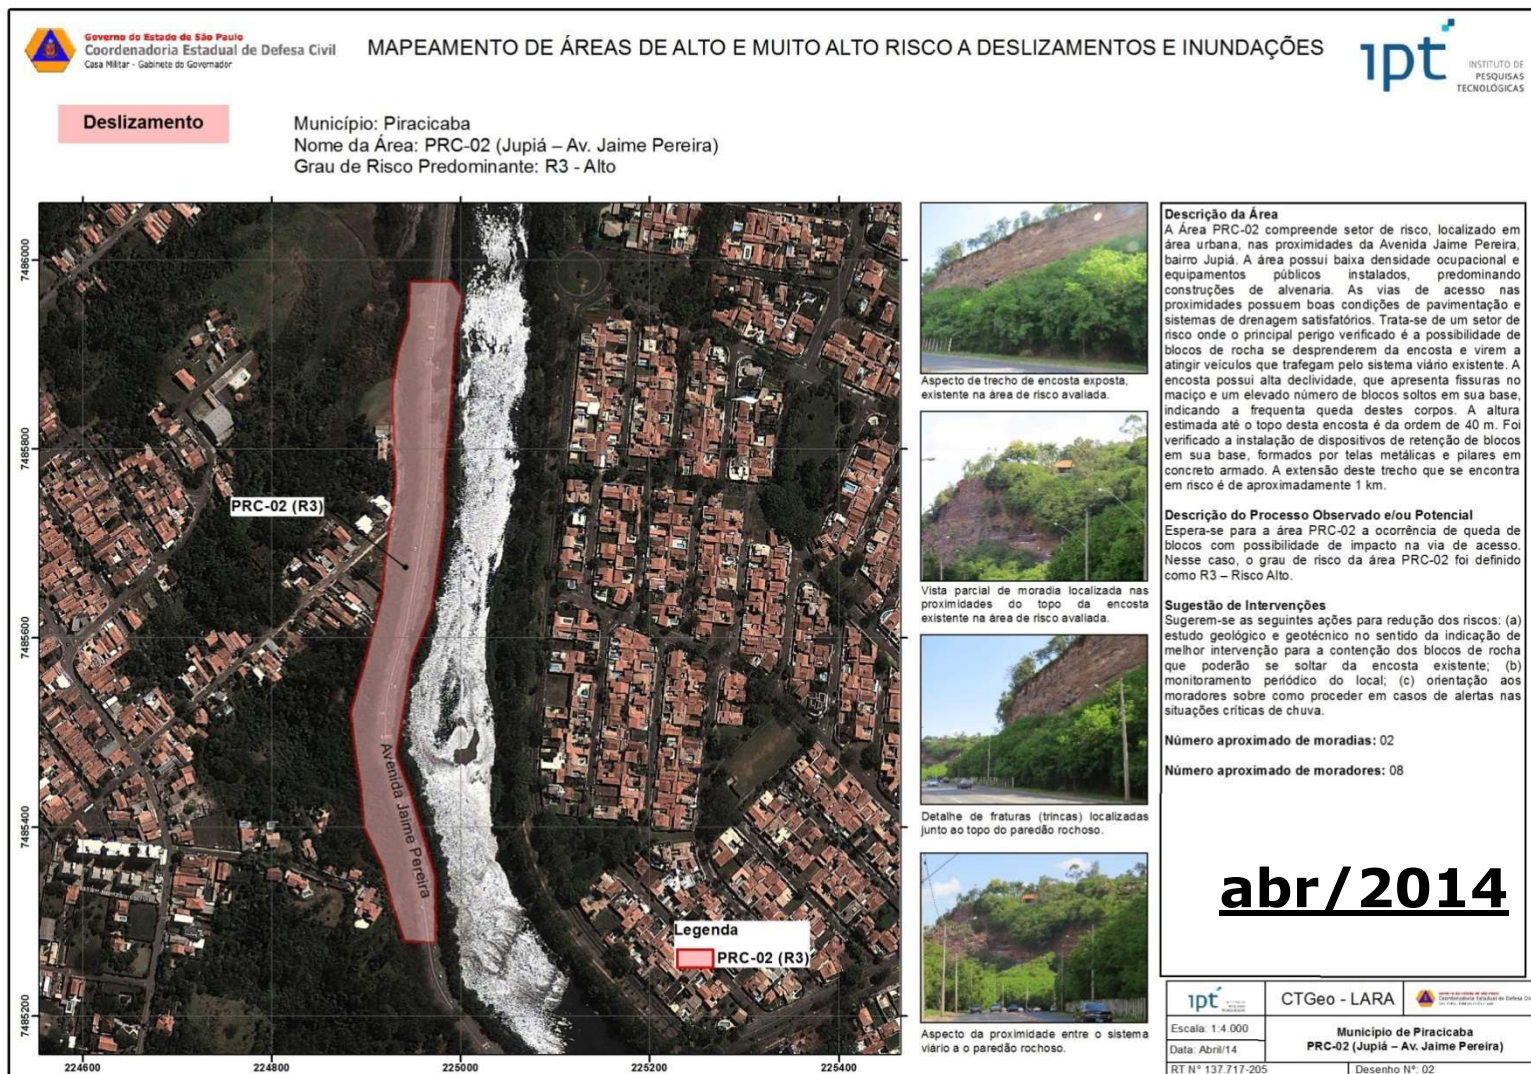 Governo do Estado de São Paulo
Coordenadoria Estadual de Defesa Civil
Casa Militar - Gabinete do Governador
MAPEAMENTO DE ÁREAS DE ALTO E MUITO ALTO RISCO A DESLIZAMENTOS E INUNDAÇÕES
ipt
INSTITUTO DE
PESQUISAS
TECNOLÓGICAS
Deslizamento
Município: Piracicaba
Nome da Área: PRC-02 (Jupiá – Av. Jaime Pereira)
Grau de Risco Predominante: R3 - Alto
7486000
7485800
7485600
7485400
7485200
224600
224800
225000
225200
225400
PRC-02 (R3)
Avenida Jaime Pereira
Legenda
PRC-02 (R3)
Aspecto de trecho de encosta exposta,
existente na área de risco avaliada.
Vista parcial de moradia localizada nas
proximidades do topo da encosta
existente na área de risco avaliada.
Detalhe de fraturas (trincas) localizadas
junto ao topo do paredão rochoso.
Aspecto da proximidade entre o sistema
viário a o paredão rochoso.
Descrição da Área
A Área PRC-02 compreende setor de risco, localizado em
área urbana, nas proximidades da Avenida Jaime Pereira,
bairro Jupiá. A área possui baixa densidade ocupacional e
equipamentos públicos instalados, predominando
construções de alvenaria. As vias de acesso nas
proximidades possuem boas condições de pavimentação e
sistemas de drenagem satisfatórios. Trata-se de um setor de
risco onde o principal perigo verificado é a possibilidade de
blocos de rocha se desprenderem da encosta e virem a
atingir veículos que trafegam pelo sistema viário existente. A
encosta possui alta declividade, que apresenta fissuras no
maciço e um elevado número de blocos soltos em sua base,
indicando a frequente queda destes corpos. A altura
estimada até o topo desta encosta é da ordem de 40 m. Foi
verificado a instalação de dispositivos de retenção de blocos
em sua base, formados por telas metálicas e pilares em
concreto armado. A extensão deste trecho que se encontra
em risco é de aproximadamente 1 km.
Descrição do Processo Observado e/ou Potencial
Espera-se para a área PRC-02 a ocorrência de queda de
blocos com possibilidade de impacto na via de acesso.
Nesse caso, o grau de risco da área PRC-02 foi definido
como R3 – Risco Alto.
Sugestão de Intervenções
Sugerem-se as seguintes ações para redução dos riscos: (a)
estudo geológico e geotécnico no sentido da indicação de
melhor intervenção para a contenção dos blocos de rocha
que poderão se soltar da encosta existente; (b)
monitoramento periódico do local; (c) orientação aos
moradores sobre como proceder em casos de alertas nas
situações críticas de chuva.
Número aproximado de moradias: 02
Número aproximado de moradores: 08
abr/2014
ipt
CTGeo - LARA
Escala: 1:4.000
Data: Abril/14
Município de Piracicaba
PRC-02 (Jupiá – Av. Jaime Pereira)
RT N° 137.717-205
Desenho Nº: 02